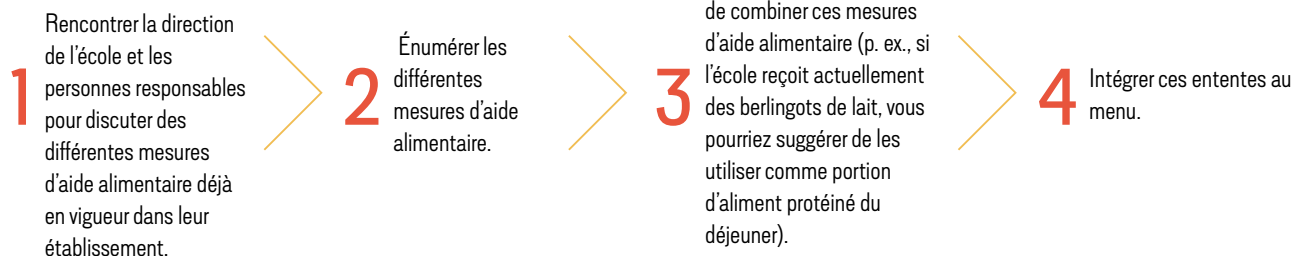 1
Rencontrer la direction
de l'école et les
personnes responsables
pour discuter des
différentes mesures
d'aide alimentaire déjà
en vigueur dans leur
établissement.
2
Énumérer les
différentes
mesures d'aide
alimentaire.
3
de combiner ces mesures
d'aide alimentaire (p. ex., si
l'école reçoit actuellement
des berlingots de lait, vous
pourriez suggérer de les
utiliser comme portion
d'aliment protéiné du
déjeuner).
4
Intégrer ces ententes au
menu.